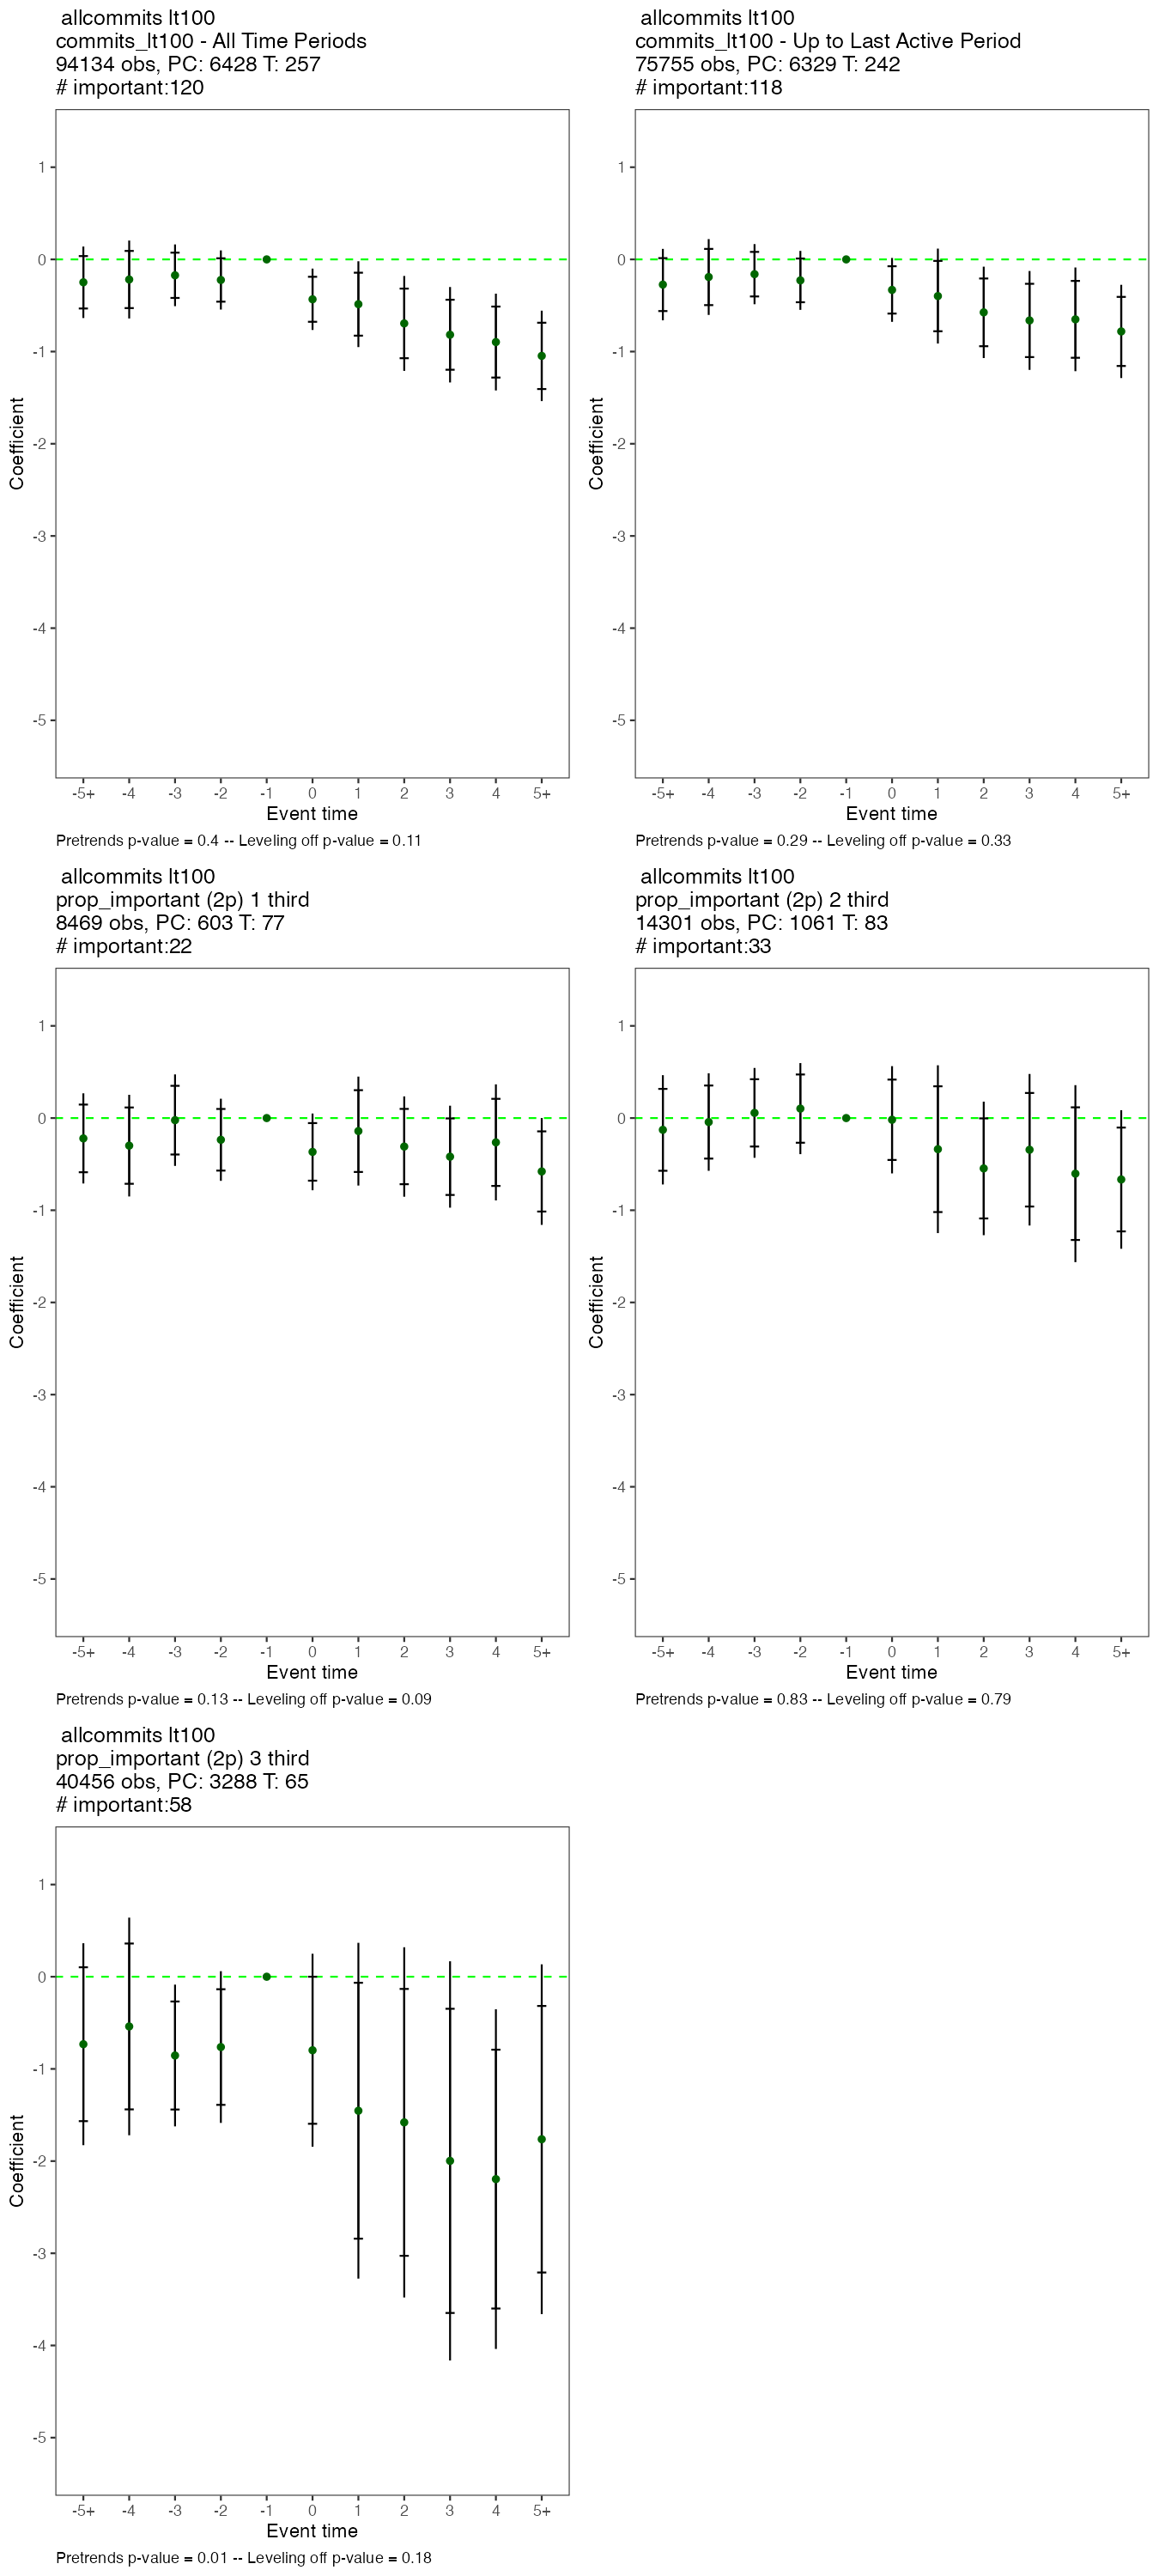 allcommits lt100
commits_lt100 - All Time Periods
94134 obs, PC: 6428 T: 257
# important:120
1
0
-1
-2
-3
-4
-5
Coefficient
-5+ -4 -3 -2 -1 0 1 2 3 4 5+
Event time
Pretrends p-value = 0.4 -- Leveling off p-value = 0.11
allcommits lt100
commits_lt100 - Up to Last Active Period
75755 obs, PC: 6329 T: 242
# important:118
1
0
-1
-2
-3
-4
-5
Coefficient
-5+ -4 -3 -2 -1 0 1 2 3 4 5+
Event time
Pretrends p-value = 0.29 -- Leveling off p-value = 0.33
allcommits lt100
prop_important (2p) 1 third
8469 obs, PC: 603 T: 77
# important:22
1
0
-1
-2
-3
-4
-5
Coefficient
-5+ -4 -3 -2 -1 0 1 2 3 4 5+
Event time
Pretrends p-value = 0.13 -- Leveling off p-value = 0.09
allcommits lt100
prop_important (2p) 2 third
14301 obs, PC: 1061 T: 83
# important:33
1
0
-1
-2
-3
-4
-5
Coefficient
-5+ -4 -3 -2 -1 0 1 2 3 4 5+
Event time
Pretrends p-value = 0.83 -- Leveling off p-value = 0.79
allcommits lt100
prop_important (2p) 3 third
40456 obs, PC: 3288 T: 65
# important:58
1
0
-1
-2
-3
-4
-5
Coefficient
-5+ -4 -3 -2 -1 0 1 2 3 4 5+
Event time
Pretrends p-value = 0.01 -- Leveling off p-value = 0.18